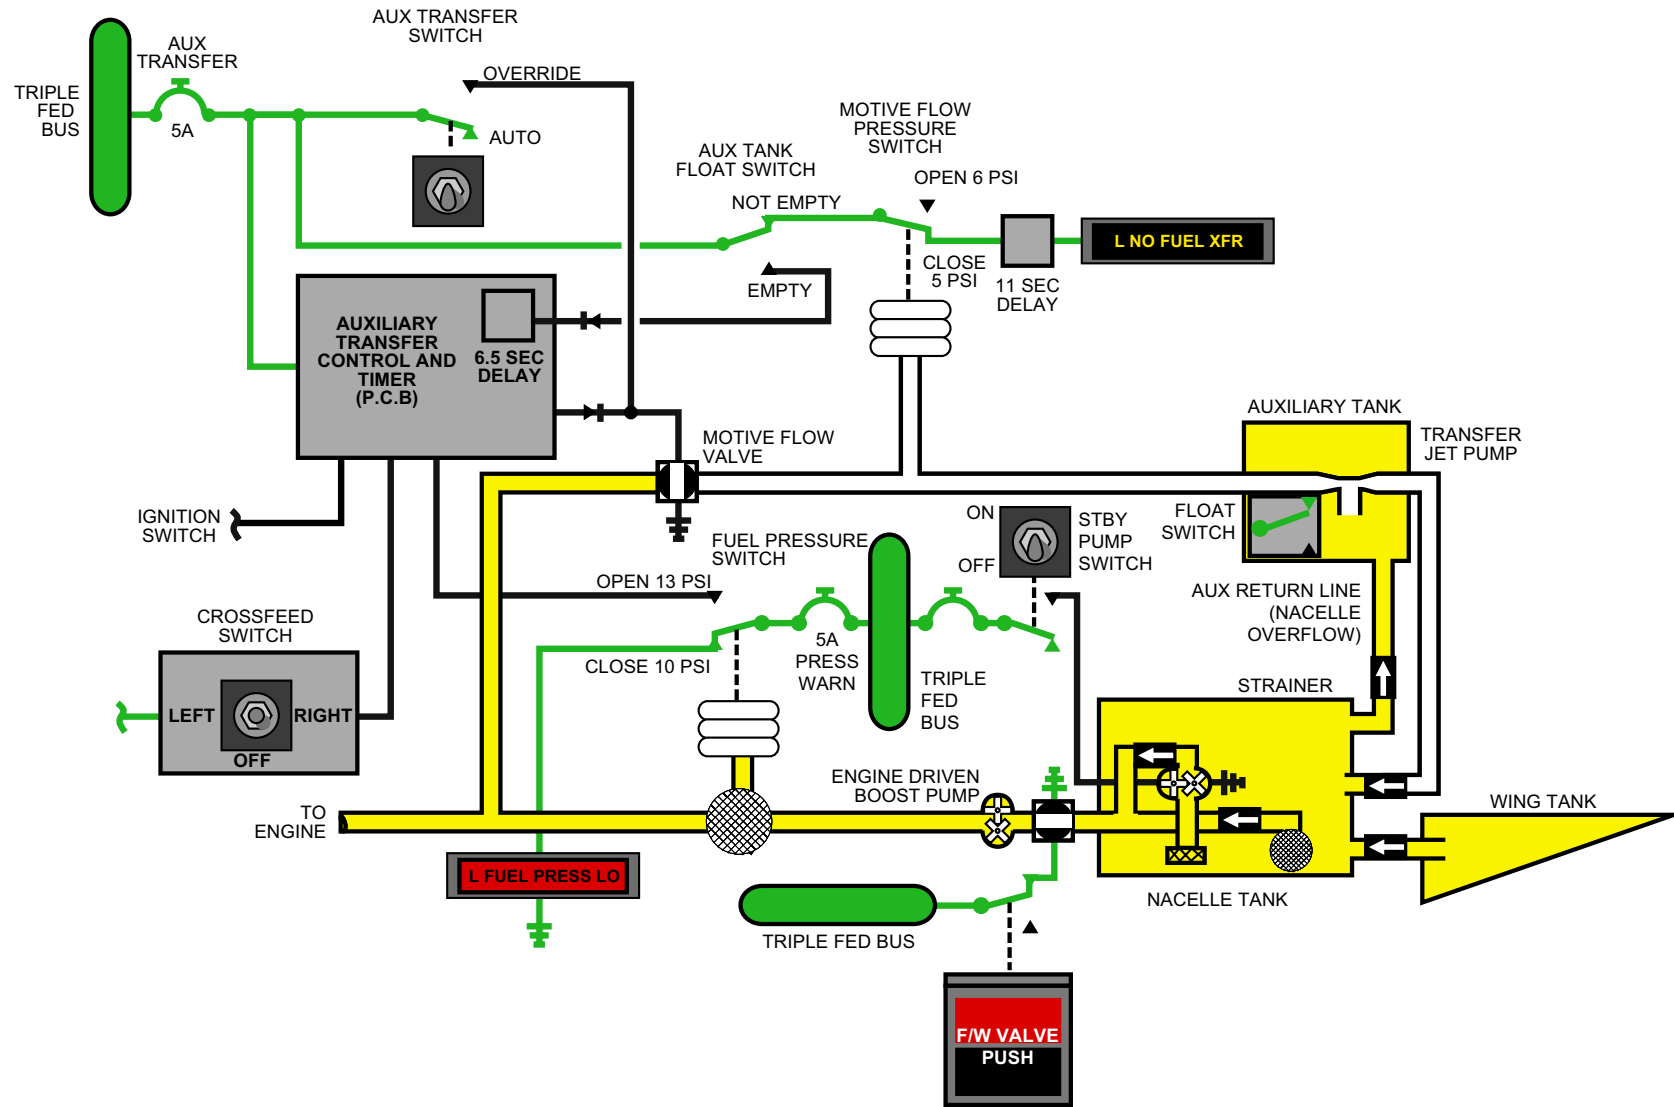 AUX TRANSFER
SWITCH
AUX
TRANSFER
TRIPLE
FED
BUS
5A
OVERRIDE
AUTO
MOTIVE FLOW
PRESSURE
SWITCH
AUX TANK
FLOAT SWITCH
OPEN 6 PSI
NOT EMPTY
L NO FUEL XFR
CLOSE
5 PSI
11 SEC
DELAY
EMPTY
AUXILIARY
TRANSFER
CONTROL AND
TIMER
(P.C.B)
6.5 SEC
DELAY
MOTIVE FLOW
VALVE
AUXILIARY TANK
TRANSFER
JET PUMP
IGNITION
SWITCH
FLOAT
SWITCH
ON
OFF
STBY
PUMP
SWITCH
FUEL PRESSURE
SWITCH
OPEN 13 PSI
AUX RETURN LINE
(NACELLE
OVERFLOW)
CROSSFEED
SWITCH
5A
PRESS
WARN
CLOSE 10 PSI
TRIPLE
FED
BUS
STRAINER
LEFT
RIGHT
OFF
ENGINE DRIVEN
BOOST PUMP
TO
ENGINE
WING TANK
L FUEL PRESS LO
NACELLE TANK
TRIPLE FED BUS
F/W VALVE
PUSH